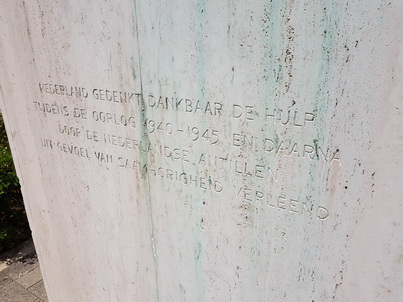 NEDERLAND GEDENKT DANKBAAR DE HULP
TIJDENS DE OORLOG 1940-1945 EN DAARNA
DOOR DE NEDERLANDSE ANTILLEN
UIT GEVOEL VAN SAAMHORIGHEID VERLEEND